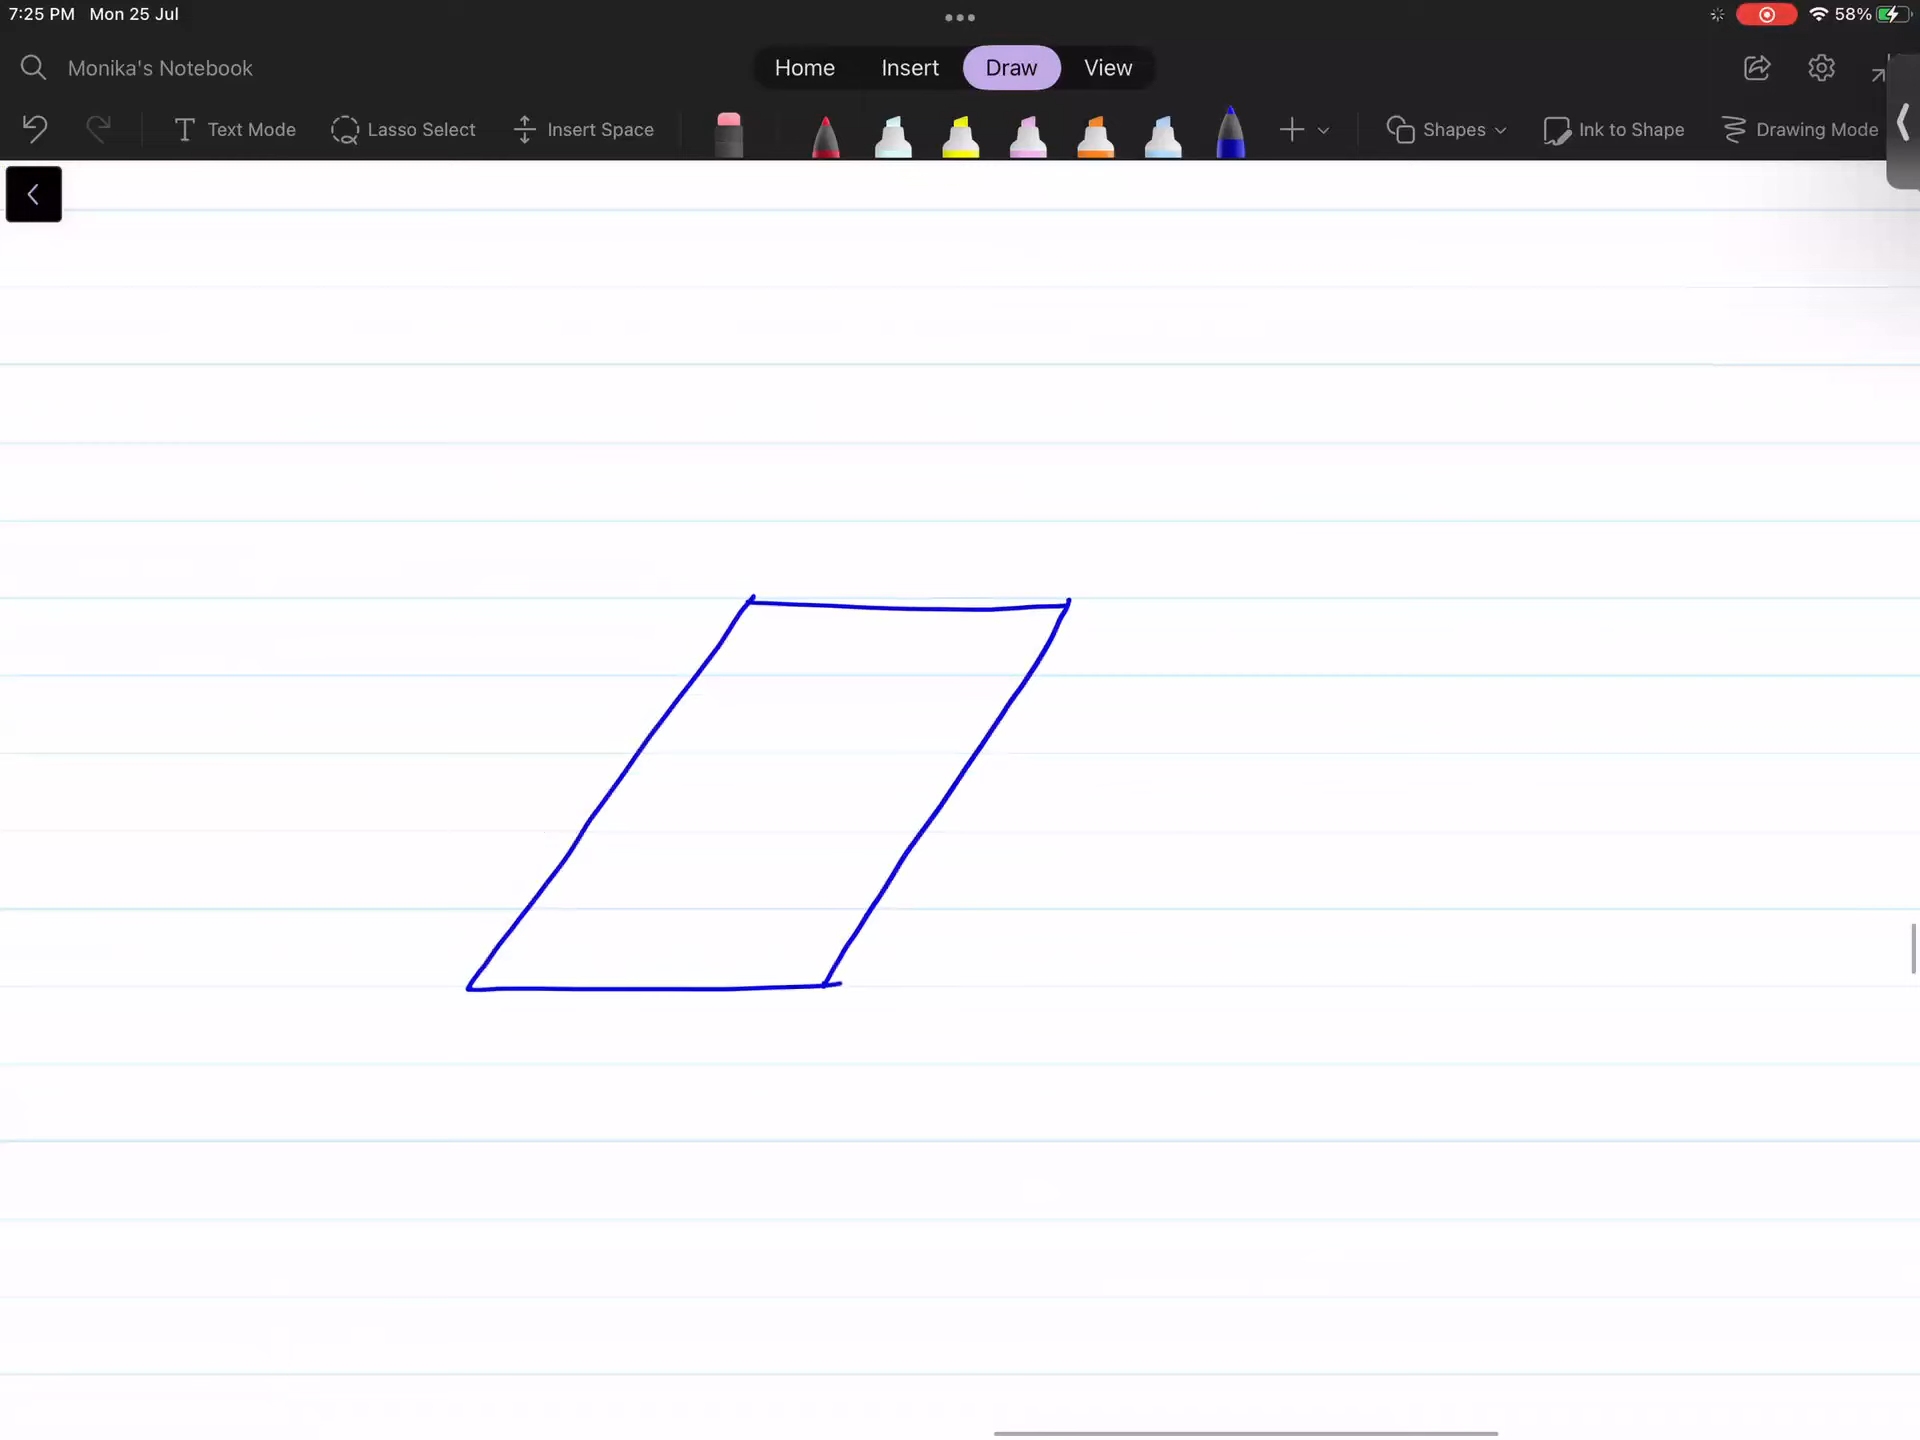 7:25 PM Mon 25 Jul
58%
Monika's Notebook
Home Insert Draw View
Text Mode Lasso Select Insert Space Shapes Ink to Shape Drawing Mode